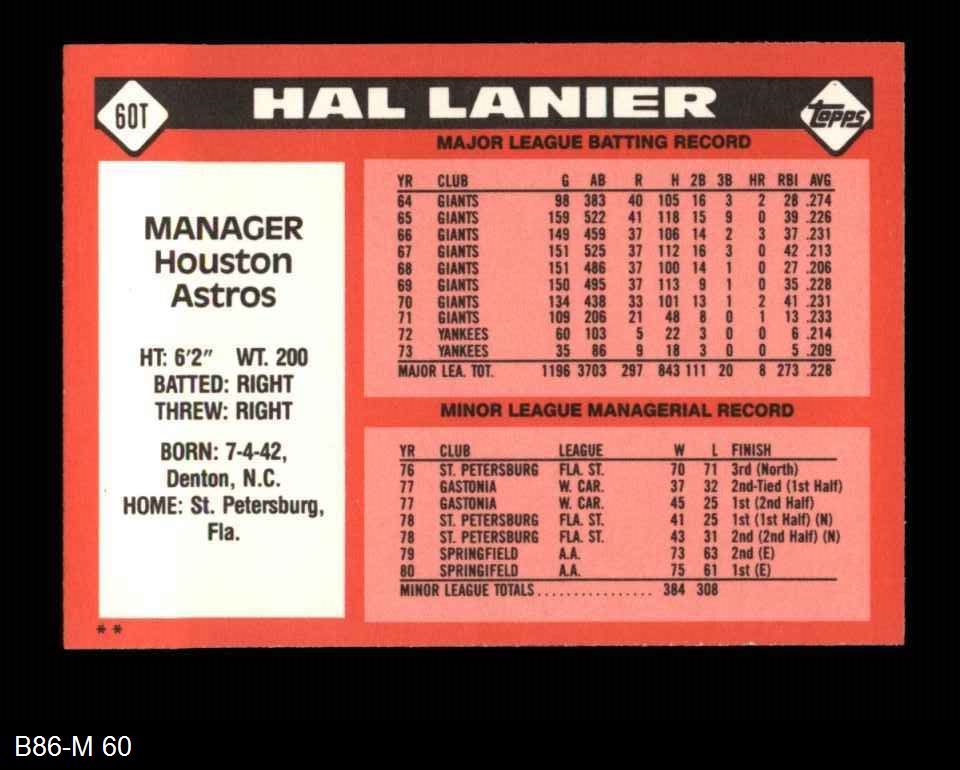 60T HAL LANIER Topps
MANAGER
Houston
Astros
HT: 6'2" WT. 200
BATTED: RIGHT
THREW: RIGHT
BORN: 7-4-42,
Denton, N.C.
HOME: St. Petersburg,
Fla.
**
MAJOR LEAGUE BATTING RECORD
YR CLUB G AB R H 2B 3B HR RBI AVG
64 GIANTS 98 383 40 105 16 3 2 28 .274
65 GIANTS 159 522 41 118 15 9 0 39 .226
66 GIANTS 149 459 37 106 14 2 3 37 .231
67 GIANTS 151 525 37 112 16 3 0 42 .213
68 GIANTS 151 486 37 100 14 1 0 27 .206
69 GIANTS 150 495 37 113 9 1 0 35 .228
70 GIANTS 134 438 33 101 13 1 2 41 .231
71 GIANTS 109 206 21 48 8 0 1 13 .233
72 YANKEES 60 103 5 22 3 0 0 6 .214
73 YANKEES 35 86 9 18 3 0 0 5 .209
MAJOR LEA. TOT. 1196 3703 297 843 111 20 8 273 .228
MINOR LEAGUE MANAGERIAL RECORD
YR CLUB LEAGUE W L FINISH
76 ST. PETERSBURG FLA. ST. 70 71 3rd (North)
77 GASTONIA W. CAR. 37 32 2nd-Tied (1st Half)
77 GASTONIA W. CAR. 45 25 1st (2nd Half)
78 ST. PETERSBURG FLA. ST. 41 25 1st (1st Half) (N)
78 ST. PETERSBURG FLA. ST. 43 31 2nd (2nd Half) (N)
79 SPRINGFIELD A.A. 73 63 2nd (E)
80 SPRINGIFELD A.A. 75 61 1st (E)
MINOR LEAGUE TOTALS................ 384 308
B86-M 60